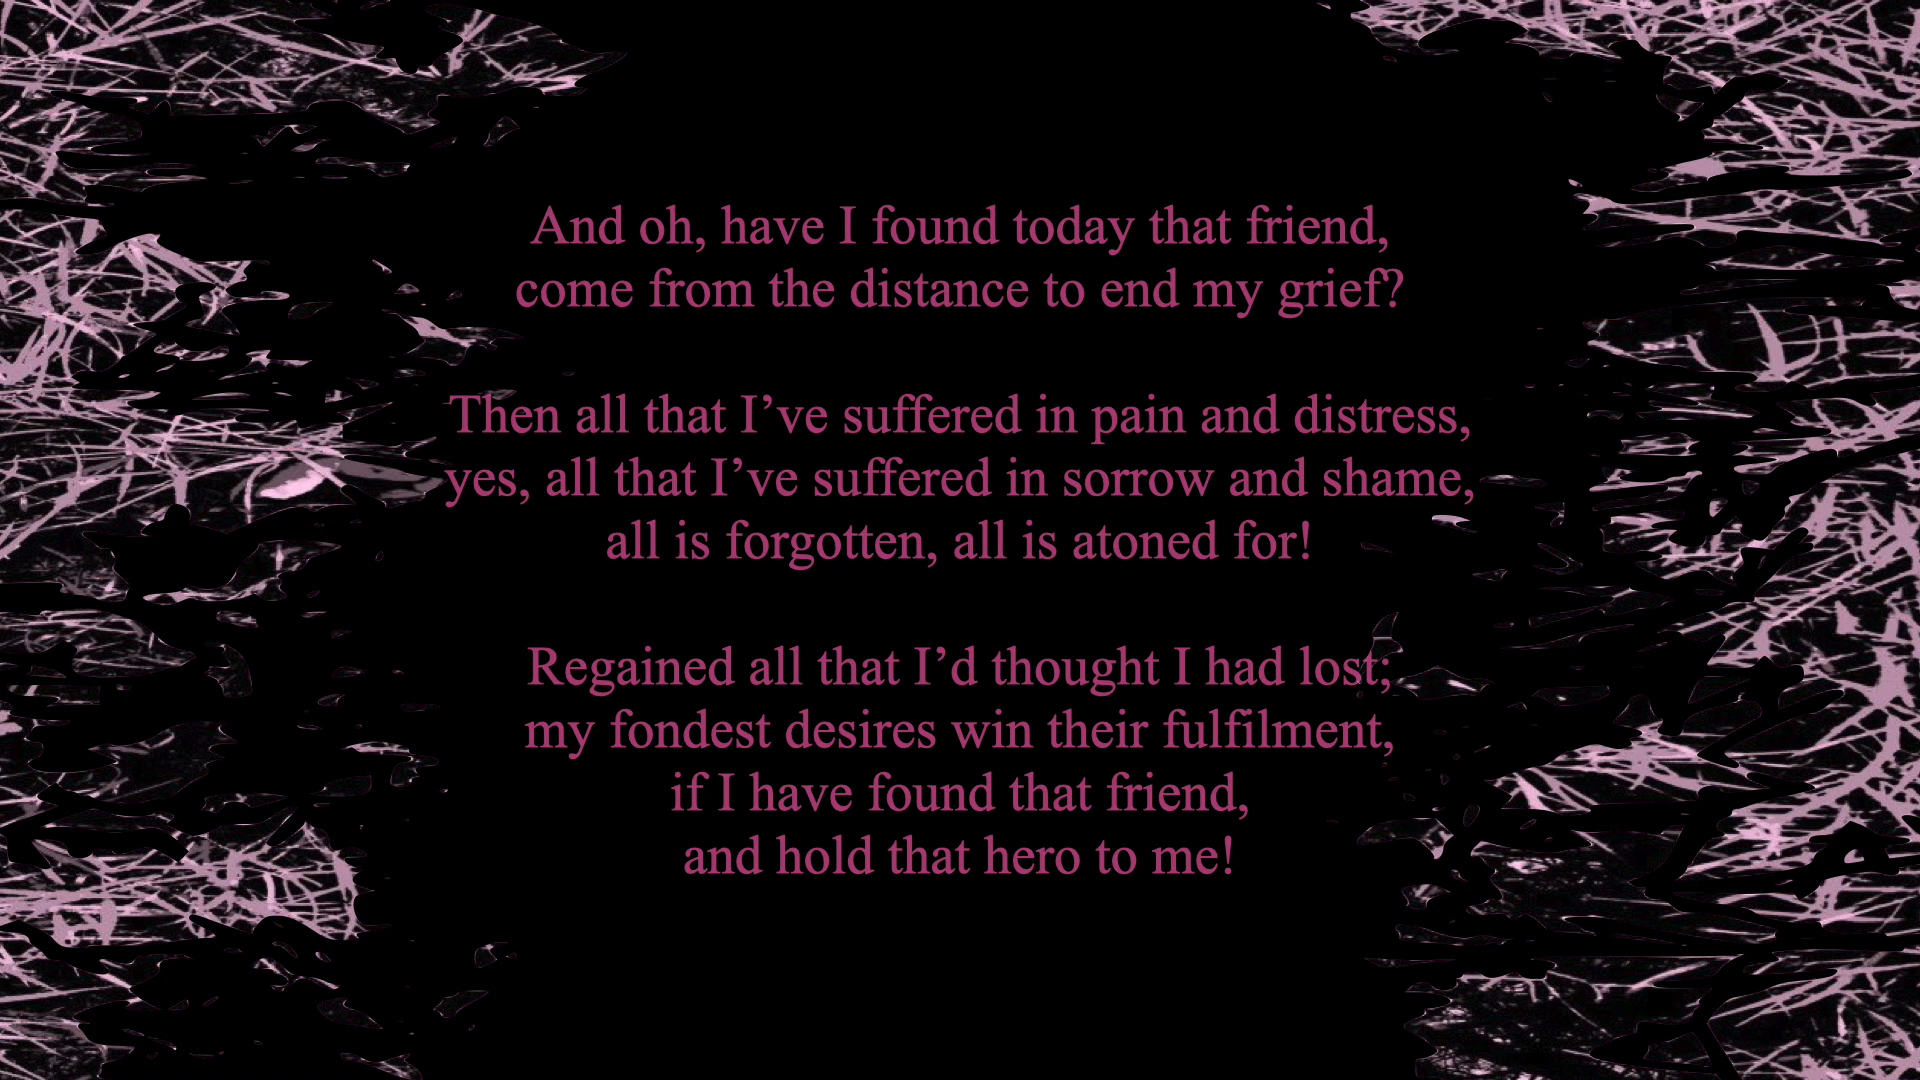 And oh, have I found today that friend,
come from the distance to end my grief?
Then all that I’ve suffered in pain and distress,
yes, all that I’ve suffered in sorrow and shame,
all is forgotten, all is atoned for!
Regained all that I’d thought I had lost;
my fondest desires win their fulfilment,
if I have found that friend,
and hold that hero to me!